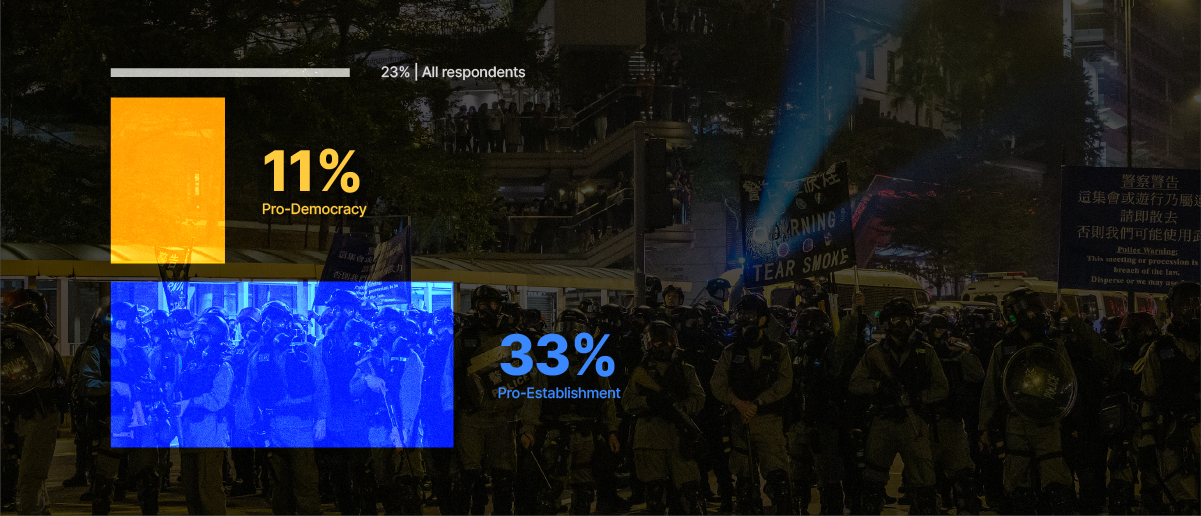 23% | All respondents
11%
Pro-Democracy
33%
Pro-Establishment
警
WARNING
TEAR SMOKE
警察警告
這集會或遊行乃屬違
請即散去
否則我們可能使用武
Police Warning:
This meeting or procession is
breach of the law,
Disperse or we may use
POLICE